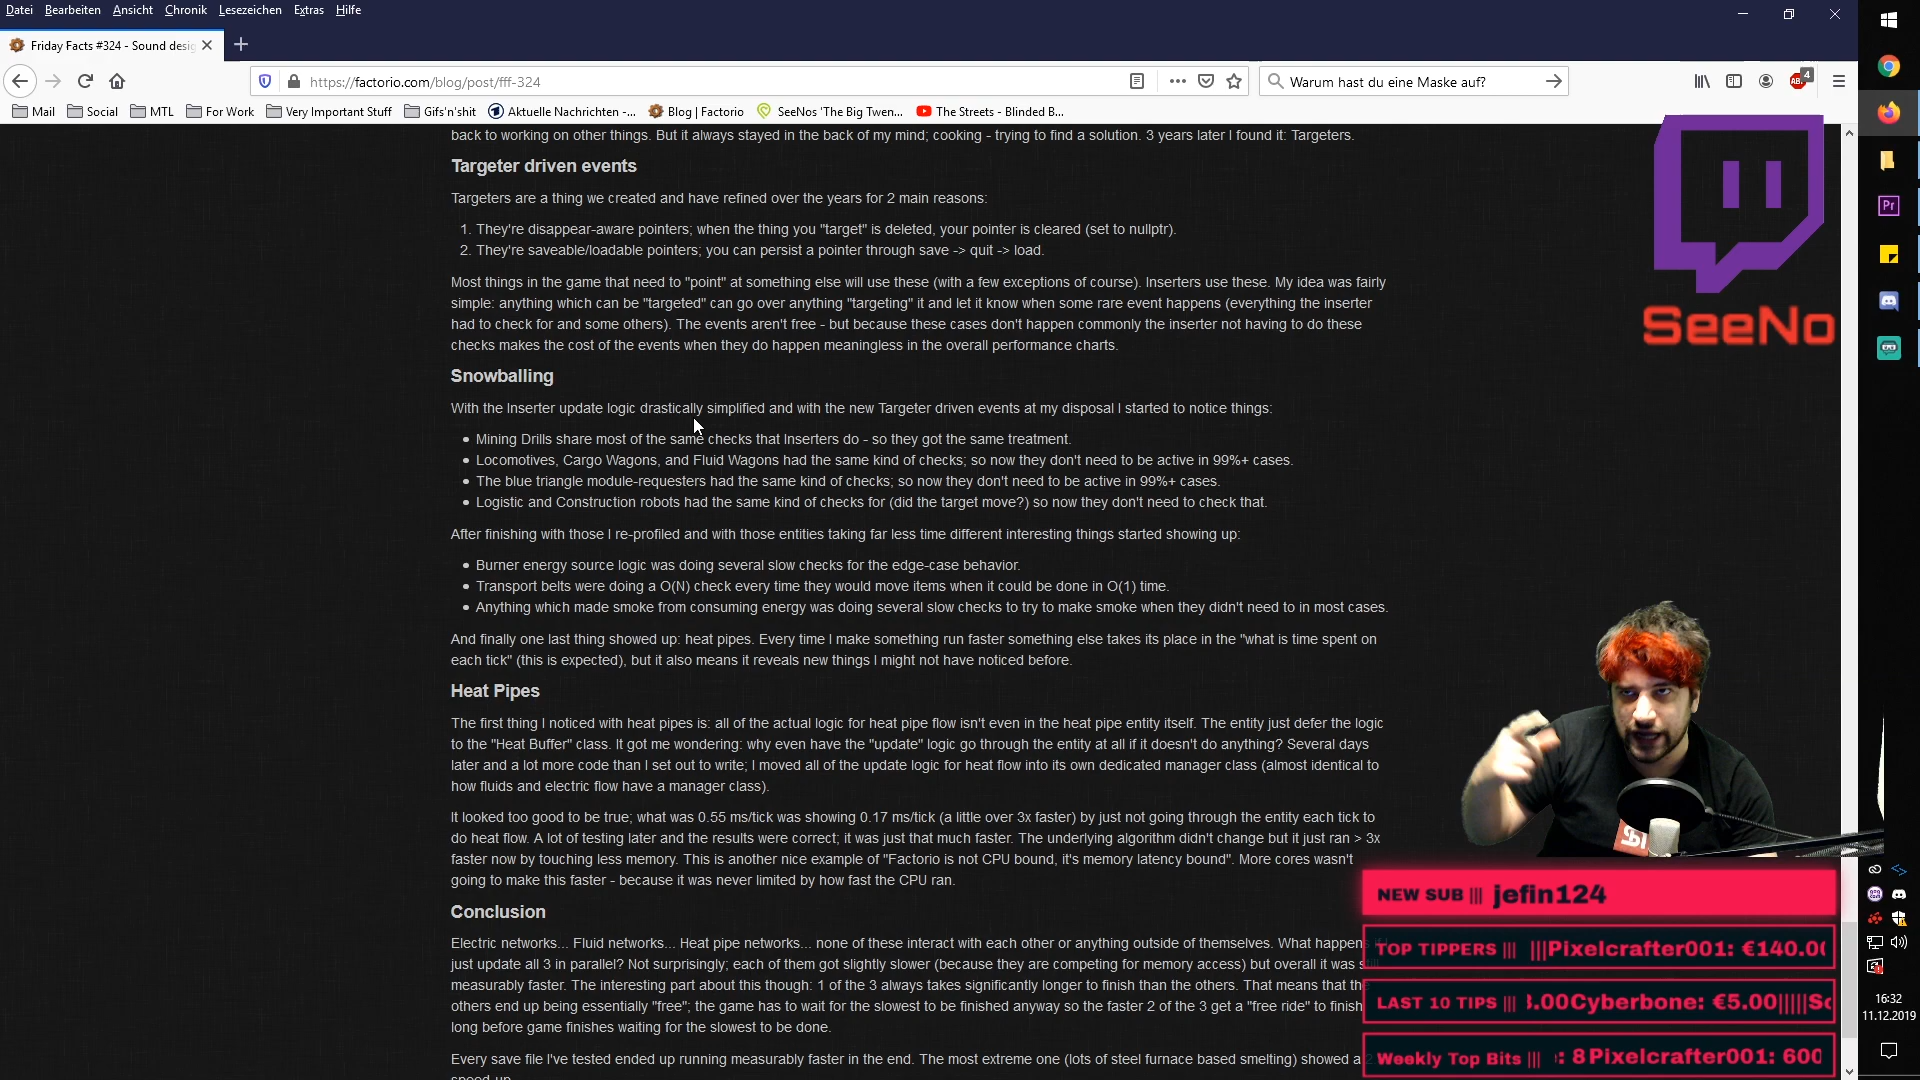 Datei Bearbeiten Ansicht Chronik Lesezeichen Extras Hilfe
Friday Facts #324 - Sound desig
https://factorio.com/blog/post/fff-324
Warum hast du eine Maske auf?
4
Mail Social MTL For Work Very Important Stuff Gifs'n'shit Aktuelle Nachrichten -... Blog | Factorio SeeNos 'The Big Twen... The Streets - Blinded B...
back to working on other things. But it always stayed in the back of my mind; cooking - trying to find a solution. 3 years later I found it: Targeters.
Targeter driven events
Targeters are a thing we created and have refined over the years for 2 main reasons:
1. They're disappear-aware pointers; when the thing you "target" is deleted, your pointer is cleared (set to nullptr).
2. They're saveable/loadable pointers; you can persist a pointer through save -> quit -> load.
Most things in the game that need to "point" at something else will use these (with a few exceptions of course). Inserters use these. My idea was fairly
simple: anything which can be "targeted" can go over anything "targeting" it and let it know when some rare event happens (everything the inserter
had to check for and some others). The events aren't free - but because these cases don't happen commonly the inserter not having to do these
checks makes the cost of the events when they do happen meaningless in the overall performance charts.
Snowballing
With the Inserter update logic drastically simplified and with the new Targeter driven events at my disposal I started to notice things:
• Mining Drills share most of the same checks that Inserters do - so they got the same treatment.
• Locomotives, Cargo Wagons, and Fluid Wagons had the same kind of checks; so now they don't need to be active in 99%+ cases.
• The blue triangle module-requesters had the same kind of checks; so now they don't need to be active in 99%+ cases.
• Logistic and Construction robots had the same kind of checks for (did the target move?) so now they don't need to check that.
After finishing with those I re-profiled and with those entities taking far less time different interesting things started showing up:
• Burner energy source logic was doing several slow checks for the edge-case behavior.
• Transport belts were doing a O(N) check every time they would move items when it could be done in O(1) time.
• Anything which made smoke from consuming energy was doing several slow checks to try to make smoke when they didn't need to in most cases.
And finally one last thing showed up: heat pipes. Every time I make something run faster something else takes its place in the "what is time spent on
each tick" (this is expected), but it also means it reveals new things I might not have noticed before.
Heat Pipes
The first thing I noticed with heat pipes is: all of the actual logic for heat pipe flow isn't even in the heat pipe entity itself. The entity just defer the logic
to the "Heat Buffer" class. It got me wondering: why even have the "update" logic go through the entity at all if it doesn't do anything? Several days
later and a lot more code than I set out to write; I moved all of the update logic for heat flow into its own dedicated manager class (almost identical to
how fluids and electric flow have a manager class).
It looked too good to be true; what was 0.55 ms/tick was showing 0.17 ms/tick (a little over 3x faster) by just not going through the entity each tick to
do heat flow. A lot of testing later and the results were correct; it was just that much faster. The underlying algorithm didn't change but it just ran > 3x
faster now by touching less memory. This is another nice example of "Factorio is not CPU bound, it's memory latency bound". More cores wasn't
going to make this faster - because it was never limited by how fast the CPU ran.
Conclusion
Electric networks... Fluid networks... Heat pipe networks... none of these interact with each other or anything outside of themselves. What happens
just update all 3 in parallel? Not surprisingly; each of them got slightly slower (because they are competing for memory access) but overall it was
measurably faster. The interesting part about this though: 1 of the 3 always takes significantly longer to finish than the others. That means that the
others end up being essentially "free"; the game has to wait for the slowest to be finished anyway so the faster 2 of the 3 get a "free ride" to finish
long before game finishes waiting for the slowest to be done.
Every save file I've tested ended up running measurably faster in the end. The most extreme one (lots of steel furnace based smelting) showed a
speed-up
SeeNo
NEW SUB ||| jefin124
TOP TIPPERS ||| |||Pixelcrafter001: €140.00
LAST 10 TIPS ||| .00Cyberbone: €5.00|||||Sc
Weekly Top Bits ||| : 8 Pixelcrafter001: 600
Pr
16:32
11.12.2019